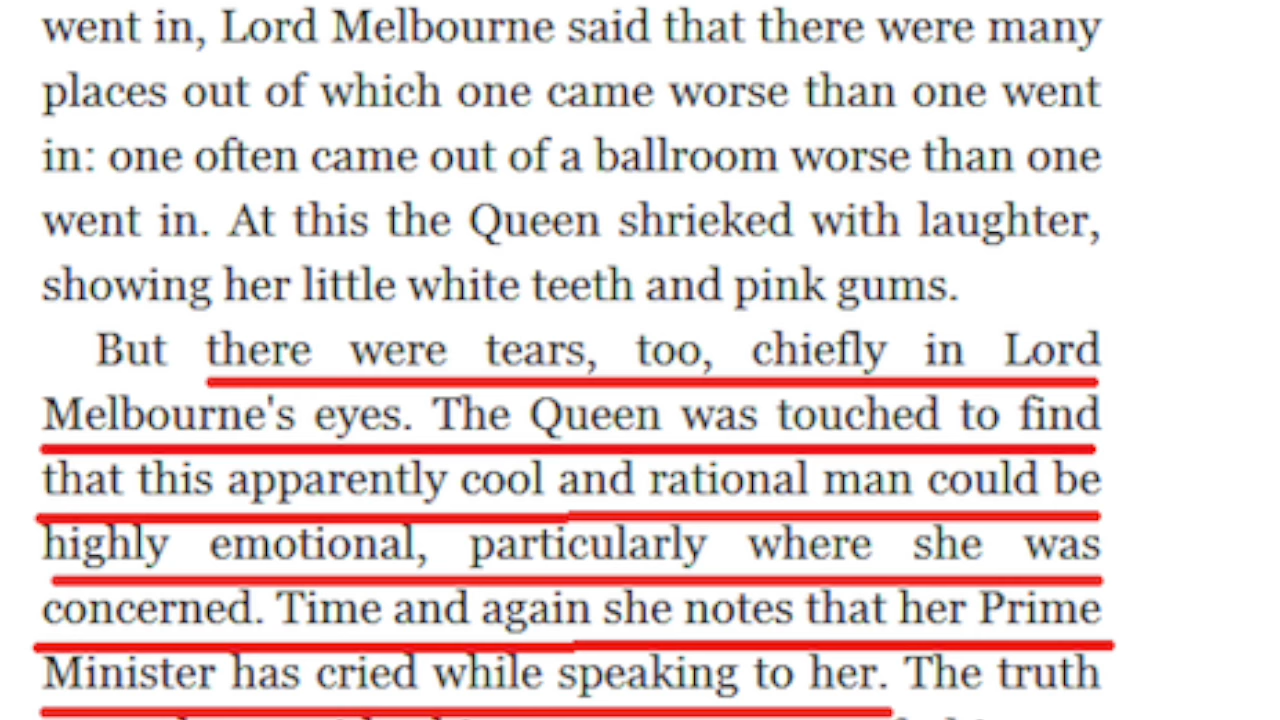 went in, Lord Melbourne said that there were many
places out of which one came worse than one went
in: one often came out of a ballroom worse than one
went in. At this the Queen shrieked with laughter,
showing her little white teeth and pink gums.
But there were tears, too, chiefly in Lord
Melbourne's eyes. The Queen was touched to find
that this apparently cool and rational man could be
highly emotional, particularly where she was
concerned. Time and again she notes that her Prime
Minister has cried while speaking to her. The truth